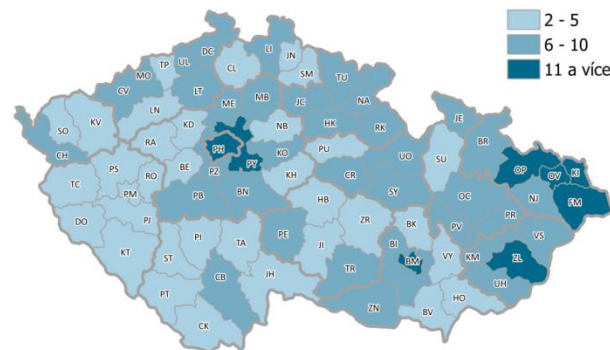 2 - 5
6 - 10
11 a více
DC
LI
JN
TP
UL
CL
SM
MO
TU
CV
LT
LN
ME
MB
JC
NA
SO
KV
KD
NB
HK
RK
JE
RA
PH
PY
KO
PU
BR
CH
BE
PZ
UO
SU
OP
OV
KI
TC
PS
RO
KH
CR
PM
PB
BN
SY
OC
NJ
FM
DO
PJ
HB
ZR
BK
PV
PR
VS
KT
PI
TA
PE
JI
BI
VY
KM
ZL
ST
BM
CB
JH
TR
UH
PT
ZN
BV
HO
CK